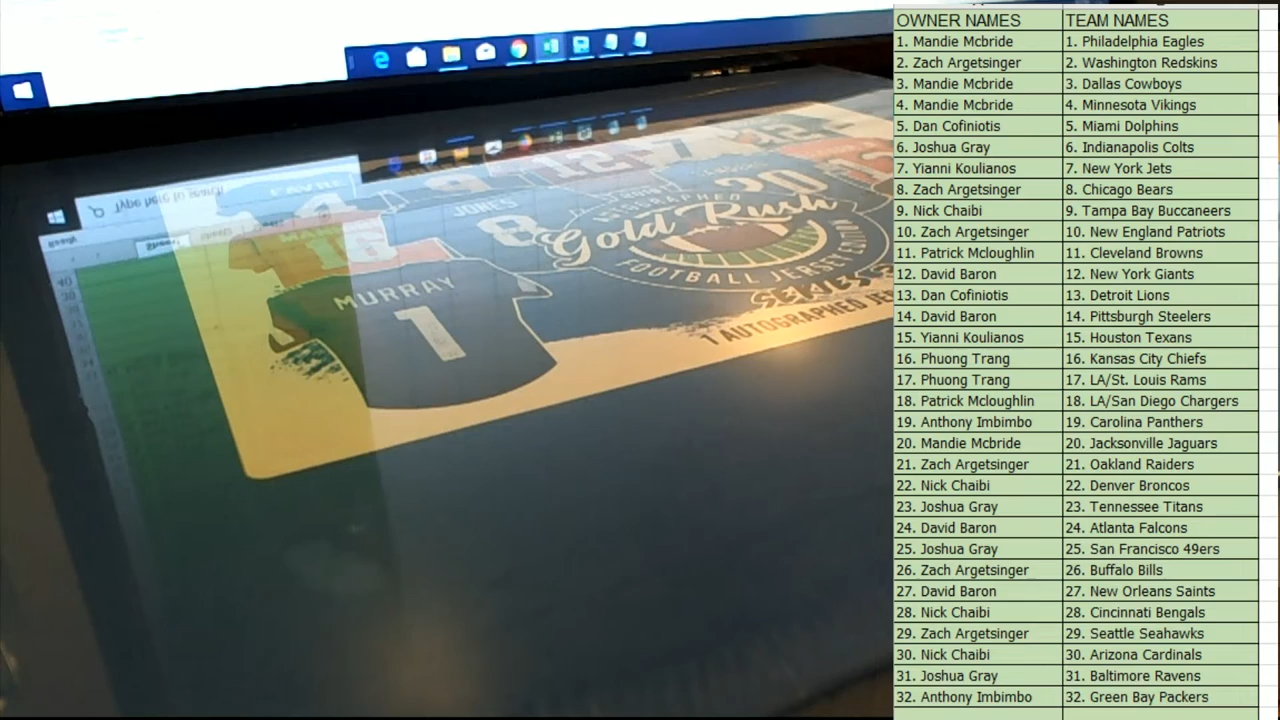 OWNER NAMES TEAM NAMES
1. Mandie Mcbride 1. Philadelphia Eagles
2. Zach Argetsinger 2. Washington Redskins
3. Mandie Mcbride 3. Dallas Cowboys
4. Mandie Mcbride 4. Minnesota Vikings
5. Dan Cofiniotis 5. Miami Dolphins
6. Joshua Gray 6. Indianapolis Colts
7. Yianni Koulianos 7. New York Jets
8. Zach Argetsinger 8. Chicago Bears
9. Nick Chaibi 9. Tampa Bay Buccaneers
10. Zach Argetsinger 10. New England Patriots
11. Patrick Mcloughlin 11. Cleveland Browns
12. David Baron 12. New York Giants
13. Dan Cofiniotis 13. Detroit Lions
14. David Baron 14. Pittsburgh Steelers
15. Yianni Koulianos 15. Houston Texans
16. Phuong Trang 16. Kansas City Chiefs
17. Phuong Trang 17. LA/St. Louis Rams
18. Patrick Mcloughlin 18. LA/San Diego Chargers
19. Anthony Imbimbo 19. Carolina Panthers
20. Mandie Mcbride 20. Jacksonville Jaguars
21. Zach Argetsinger 21. Oakland Raiders
22. Nick Chaibi 22. Denver Broncos
23. Joshua Gray 23. Tennessee Titans
24. David Baron 24. Atlanta Falcons
25. Joshua Gray 25. San Francisco 49ers
26. Zach Argetsinger 26. Buffalo Bills
27. David Baron 27. New Orleans Saints
28. Nick Chaibi 28. Cincinnati Bengals
29. Zach Argetsinger 29. Seattle Seahawks
30. Nick Chaibi 30. Arizona Cardinals
31. Joshua Gray 31. Baltimore Ravens
32. Anthony Imbimbo 32. Green Bay Packers
Type here to search
JONES
8
Gold Rush
FOOTBALL JERSEY EDITION
MURRAY
1
SERIES
1 AUTOGRAPHED